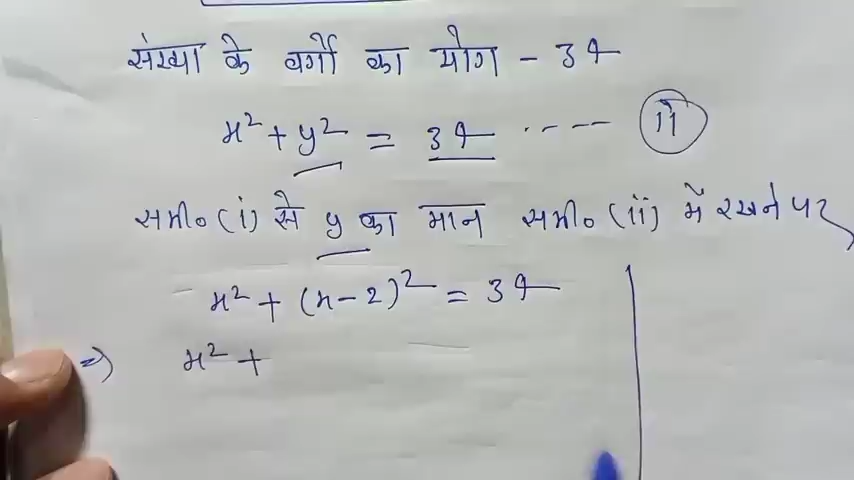 संख्या के वर्गो का योग - 34
x² + y² = 34 ---- (ii)
समी० (i) से y का मान समी० (ii) में रखने पर
x² + (x-2)² = 34
=> x² +